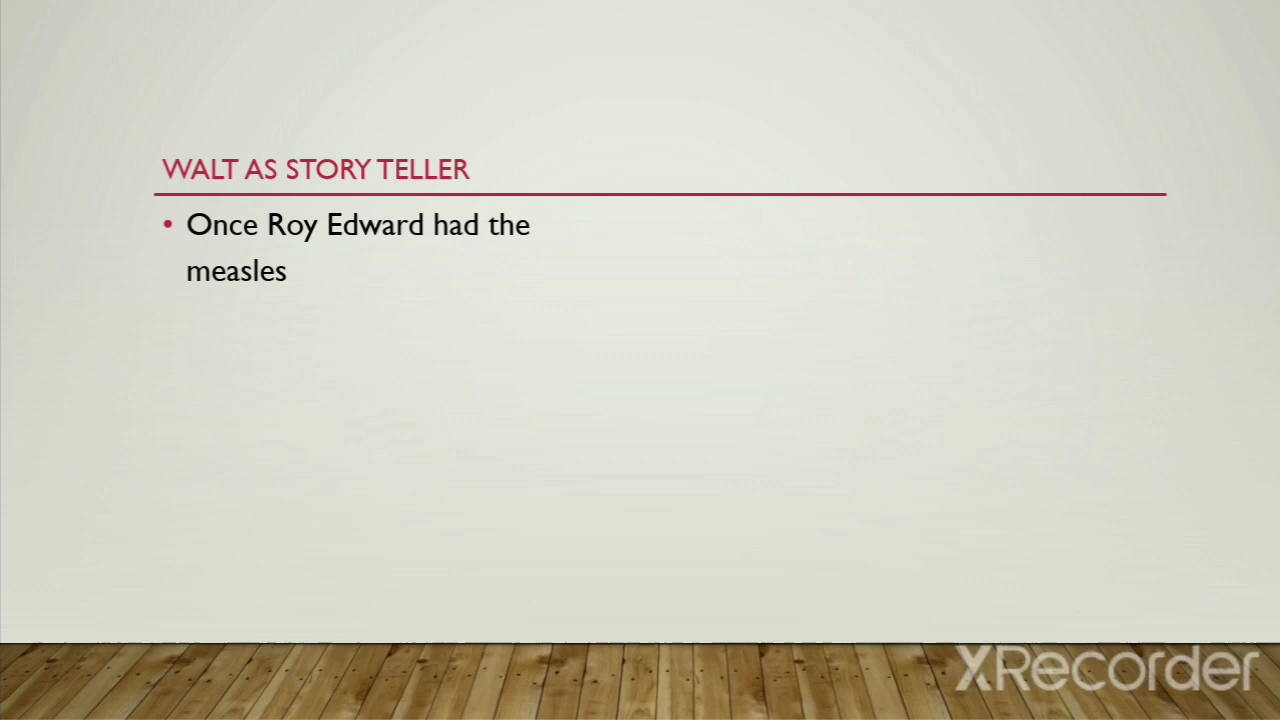 WALT AS STORY TELLER
• Once Roy Edward had the
measles
XRecorder